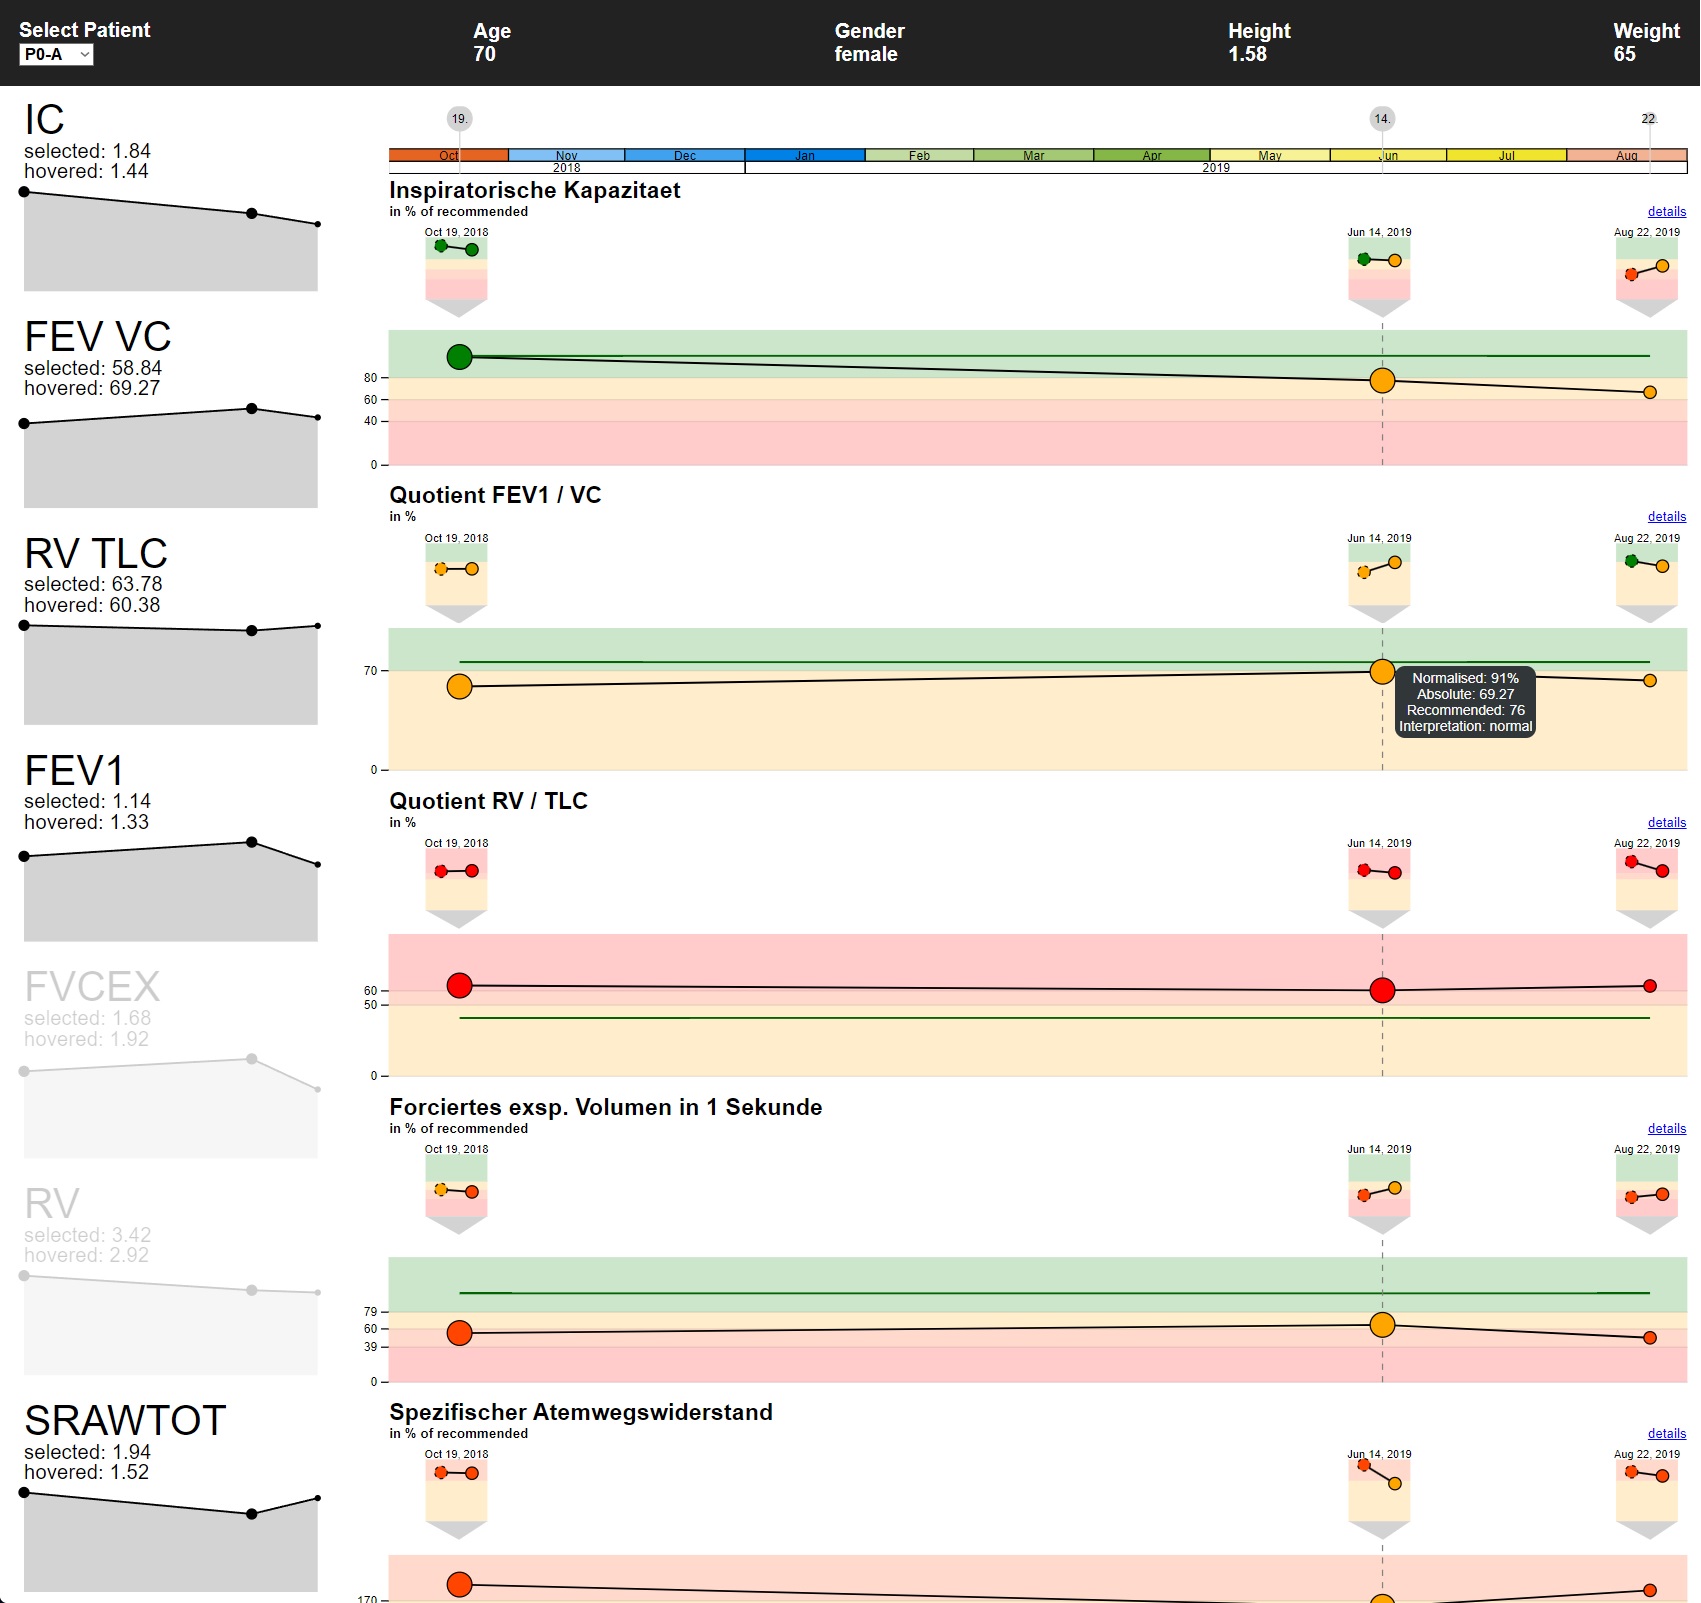 Select Patient
P0-A
Age
70
Gender
female
Height
1.58
Weight
65
IC
selected: 1.84
hovered: 1.44
FEV VC
selected: 58.84
hovered: 69.27
RV TLC
selected: 63.78
hovered: 60.38
FEV1
selected: 1.14
hovered: 1.33
FVCEX
selected: 1.68
hovered: 1.92
RV
selected: 3.42
hovered: 2.92
SRAWTOT
selected: 1.94
hovered: 1.52
19. 14. 22.
Oct Nov Dec Jan Feb Mar Apr May Jun Jul Aug
2018 2019
Inspiratorische Kapazitaet
in % of recommended
details
Oct 19, 2018 Jun 14, 2019 Aug 22, 2019
80
60
40
0
Quotient FEV1 / VC
in %
details
Oct 19, 2018 Jun 14, 2019 Aug 22, 2019
70
Normalised: 91%
Absolute: 69.27
Recommended: 76
Interpretation: normal
0
Quotient RV / TLC
in %
details
Oct 19, 2018 Jun 14, 2019 Aug 22, 2019
60
50
0
Forciertes exsp. Volumen in 1 Sekunde
in % of recommended
details
Oct 19, 2018 Jun 14, 2019 Aug 22, 2019
79
60
39
0
Spezifischer Atemwegswiderstand
in % of recommended
details
Oct 19, 2018 Jun 14, 2019 Aug 22, 2019
170